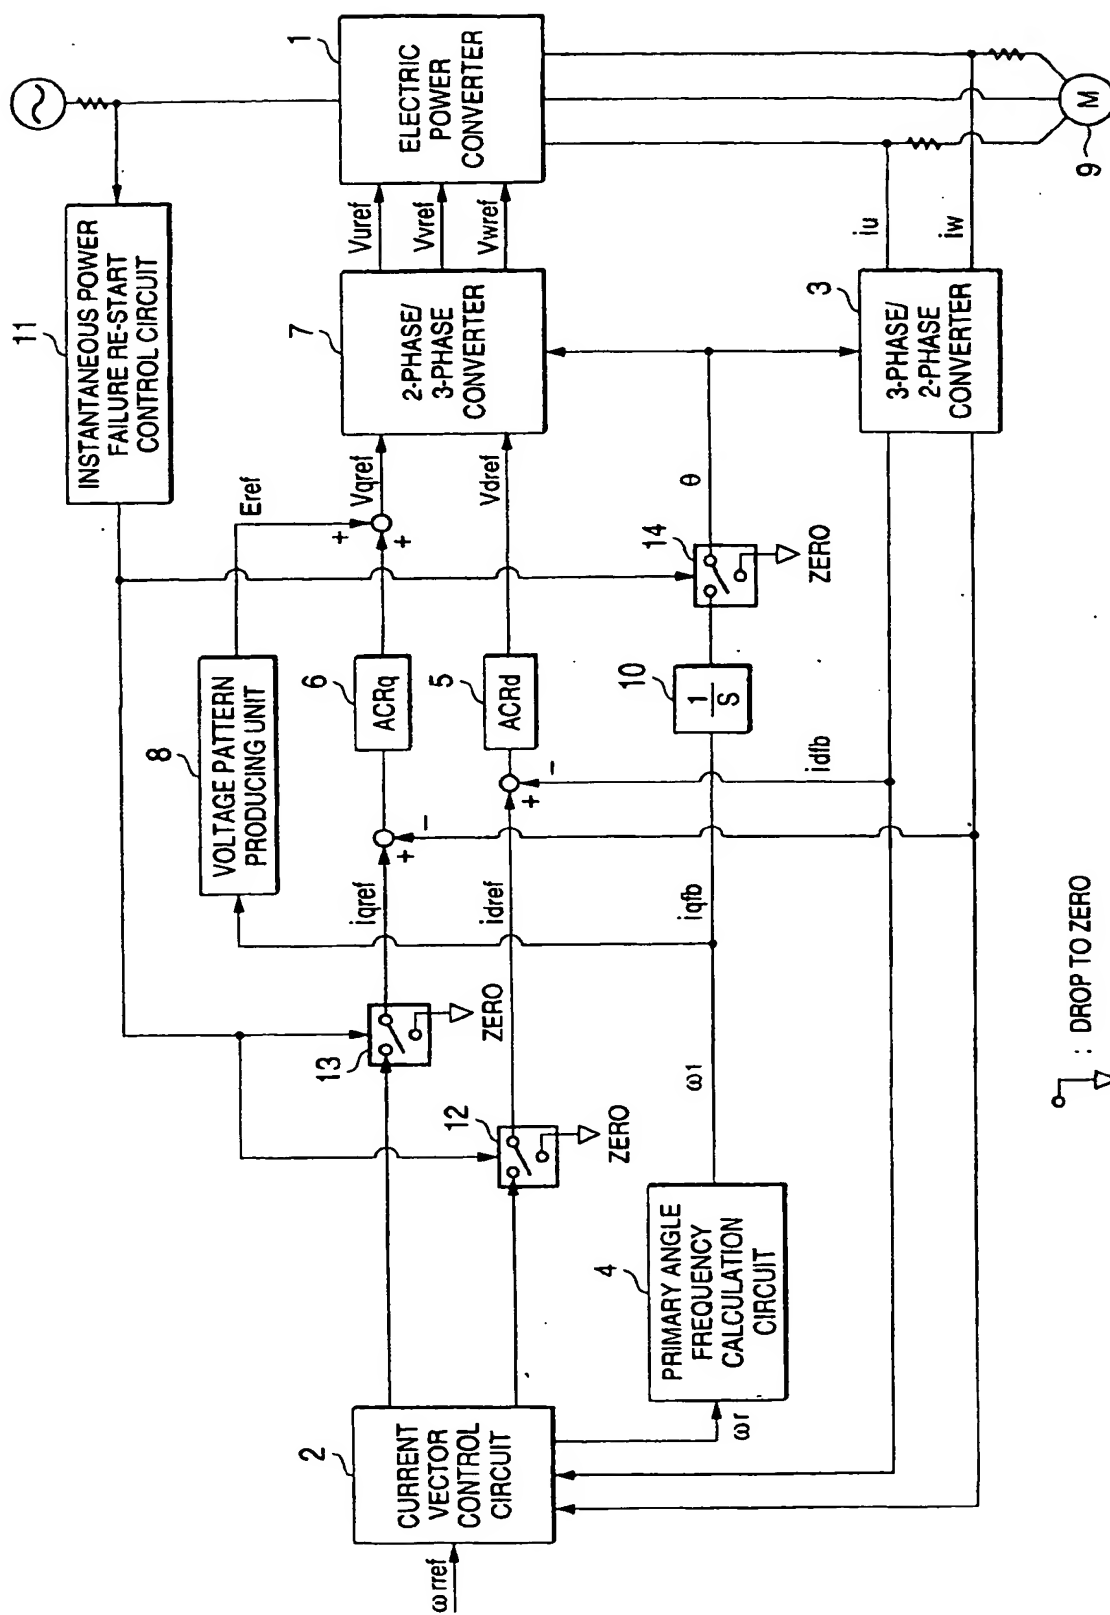 11
INSTANTANEOUS POWER
FAILURE RE-START
CONTROL CIRCUIT
1
ELECTRIC
POWER
CONVERTER
8
VOLTAGE PATTERN
PRODUCING UNIT
Eref
Vuref
Vvref
Vwref
7
2-PHASE/
3-PHASE
CONVERTER
6
ACRq
5
ACRd
Vqref
Vdref
+
+
iqref
+
−
idref
+
−
13
ZERO
12
ZERO
2
CURRENT
VECTOR
CONTROL
CIRCUIT
ωrref
ωr
4
PRIMARY ANGLE
FREQUENCY
CALCULATION
CIRCUIT
ω1
iqfb
idfb
10
1
S
14
ZERO
θ
3
3-PHASE/
2-PHASE
CONVERTER
iu
iw
M
9
: DROP TO ZERO